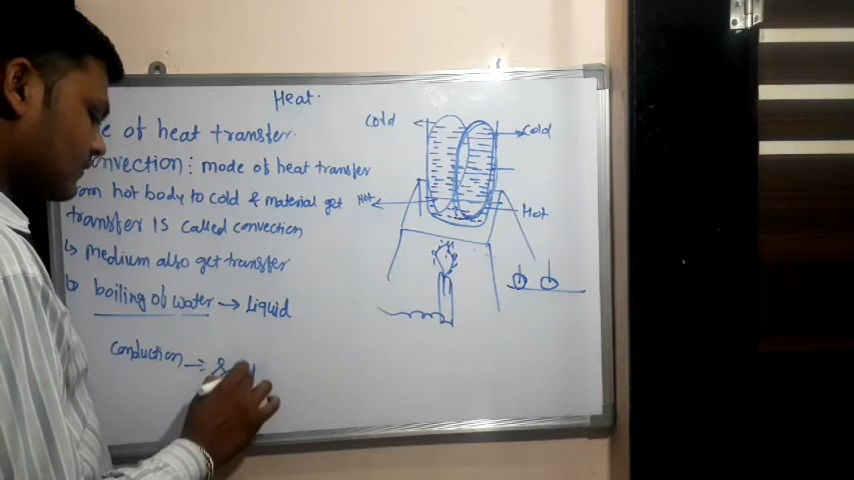 Heat.
e of heat transfer.
onvection: mode of heat transfer
rom hot body to cold & material get
transfer is called convection
↳ medium also get transfer
↳ boiling of water → Liquid
Conduction →
Cold
Cold
Hot
Hot